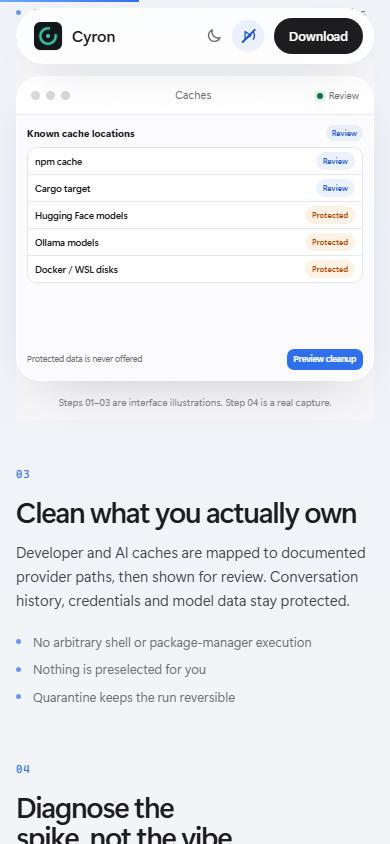 Cyron
Download
Caches
Review
Known cache locations
Review
npm cache
Review
Cargo target
Review
Hugging Face models
Protected
Ollama models
Protected
Docker / WSL disks
Protected
Protected data is never offered
Preview cleanup
Steps 01–03 are interface illustrations. Step 04 is a real capture.
03
Clean what you actually own
Developer and AI caches are mapped to documented
provider paths, then shown for review. Conversation
history, credentials and model data stay protected.
No arbitrary shell or package-manager execution
Nothing is preselected for you
Quarantine keeps the run reversible
04
Diagnose the
spike, not the vibe